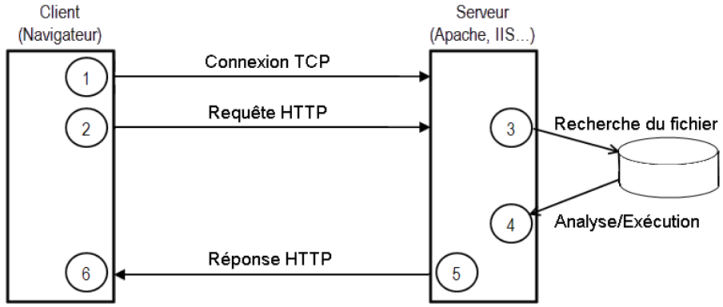 Client
(Navigateur)
Serveur
(Apache, IIS...)
1
Connexion TCP
2
Requête HTTP
3
Recherche du fichier
4
Analyse/Exécution
6
Réponse HTTP
5